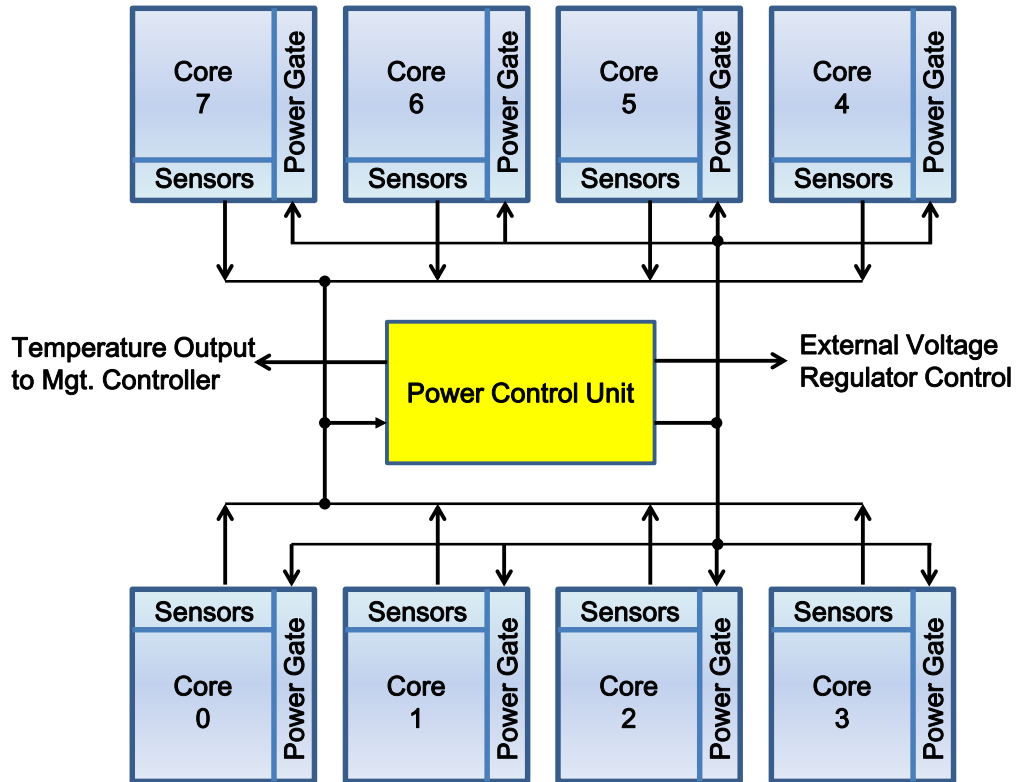 Core
7
Power Gate
Sensors
Core
6
Power Gate
Sensors
Core
5
Power Gate
Sensors
Core
4
Power Gate
Sensors
Temperature Output
to Mgt. Controller
Power Control Unit
External Voltage
Regulator Control
Sensors
Power Gate
Core
0
Sensors
Power Gate
Core
1
Sensors
Power Gate
Core
2
Sensors
Power Gate
Core
3